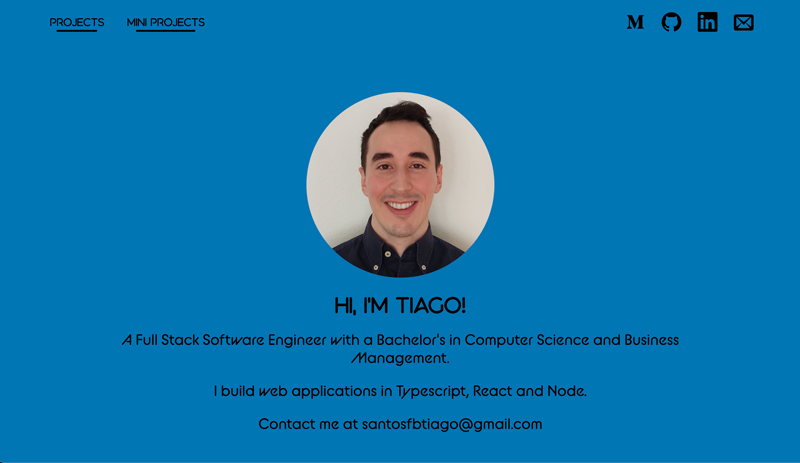 PROJECTS MINI PROJECTS M in
HI, I'M TIAGO!
A Full Stack Software Engineer with a Bachelor's in Computer Science and Business
Management.
I build web applications in Typescript, React and Node.
Contact me at santosfbtiago@gmail.com